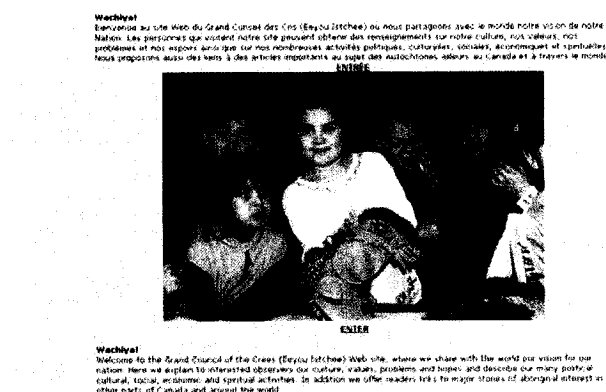 Wachiya!
Bienvenue au site Web du Grand Conseil des Cris (Eeyou Istchee) où nous partageons avec le monde notre vision de notre
Nation. Les personnes qui visitent notre site peuvent obtenir des renseignements sur notre culture, nos valeurs, nos
problèmes et nos espoirs ainsi que sur nos nombreuses activités politiques, culturelles, sociales, économiques et spirituelles.
Nous proposons aussi des liens à des articles importants au sujet des autochtones ailleurs au Canada et à travers le monde.
ENTRÉE
ENTER
Wachiya!
Welcome to the Grand Council of the Crees (Eeyou Istchee) Web site, where we share with the world our vision for our
nation. Here we explain to interested observers our culture, values, problems and hopes and describe our many political
cultural, social, economic and spiritual activities. In addition we offer readers links to major stories of aboriginal interest in
other parts of Canada and around the world